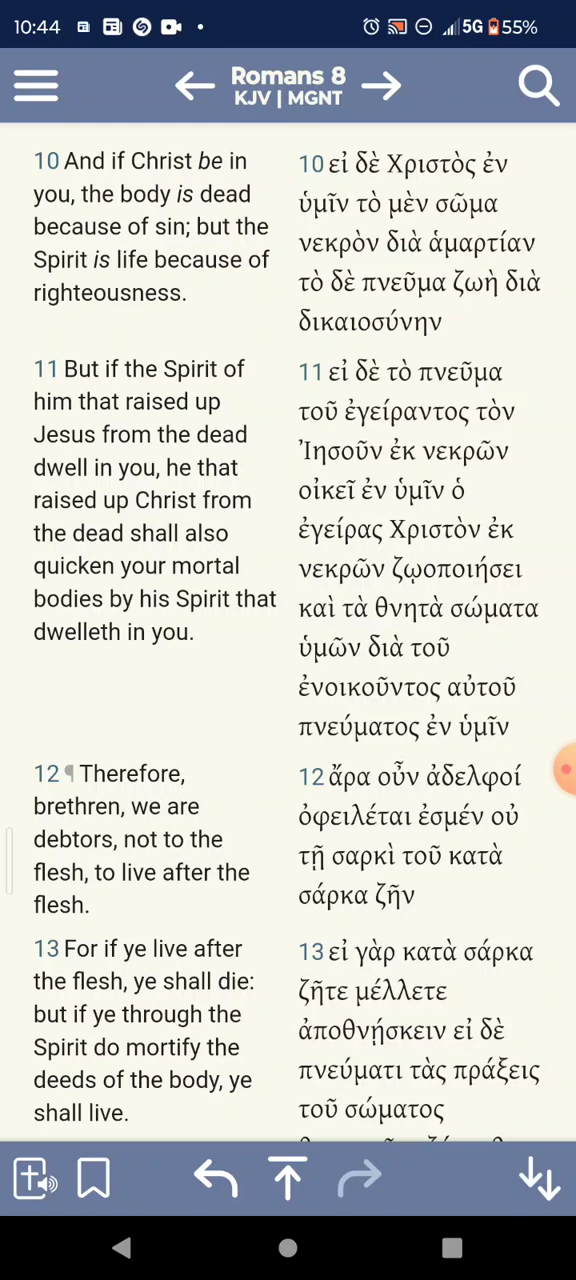 10:44 5G 55%
Romans 8
KJV | MGNT
10 And if Christ be in
you, the body is dead
because of sin; but the
Spirit is life because of
righteousness.
10 εἰ δὲ Χριστὸς ἐν
ὑμῖν τὸ μὲν σῶμα
νεκρὸν διὰ ἁμαρτίαν
τὸ δὲ πνεῦμα ζωὴ διὰ
δικαιοσύνην
11 But if the Spirit of
him that raised up
Jesus from the dead
dwell in you, he that
raised up Christ from
the dead shall also
quicken your mortal
bodies by his Spirit that
dwelleth in you.
11 εἰ δὲ τὸ πνεῦμα
τοῦ ἐγείραντος τὸν
Ἰησοῦν ἐκ νεκρῶν
οἰκεῖ ἐν ὑμῖν ὁ
ἐγείρας Χριστὸν ἐκ
νεκρῶν ζῳοποιήσει
καὶ τὰ θνητὰ σώματα
ὑμῶν διὰ τοῦ
ἐνοικοῦντος αὐτοῦ
πνεύματος ἐν ὑμῖν
12 ¶ Therefore,
brethren, we are
debtors, not to the
flesh, to live after the
flesh.
12 ἄρα οὖν ἀδελφοί
ὀφειλέται ἐσμέν οὐ
τῇ σαρκὶ τοῦ κατὰ
σάρκα ζῆν
13 For if ye live after
the flesh, ye shall die:
but if ye through the
Spirit do mortify the
deeds of the body, ye
shall live.
13 εἰ γὰρ κατὰ σάρκα
ζῆτε μέλλετε
ἀποθνῄσκειν εἰ δὲ
πνεύματι τὰς πράξεις
τοῦ σώματος